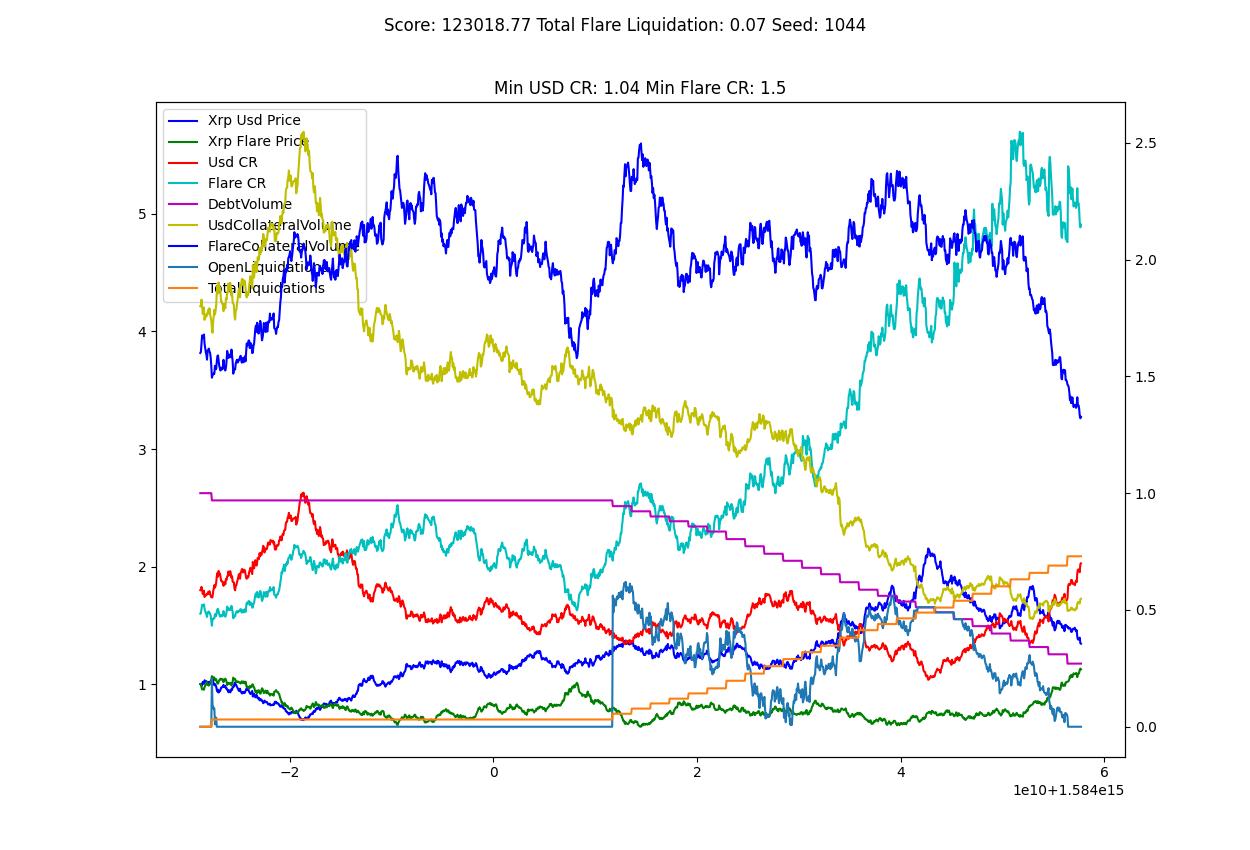 Score: 123018.77 Total Flare Liquidation: 0.07 Seed: 1044
Min USD CR: 1.04 Min Flare CR: 1.5
Xrp Usd Price
Xrp Flare Price
Usd CR
Flare CR
DebtVolume
UsdCollateralVolume
FlareCollateralVolume
OpenLiquidations
TotalLiquidations
5
4
3
2
1
2.5
2.0
1.5
1.0
0.5
0.0
−2
0
2
4
6
1e10+1.584e15